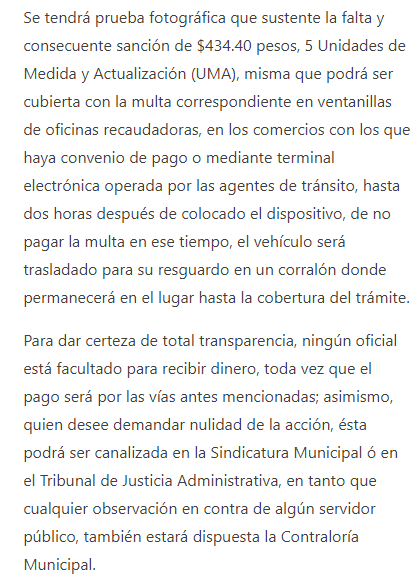 Se tendrá prueba fotográfica que sustente la falta y
consecuente sanción de $434.40 pesos, 5 Unidades de
Medida y Actualización (UMA), misma que podrá ser
cubierta con la multa correspondiente en ventanillas
de oficinas recaudadoras, en los comercios con los que
haya convenio de pago o mediante terminal
electrónica operada por las agentes de tránsito, hasta
dos horas después de colocado el dispositivo, de no
pagar la multa en ese tiempo, el vehículo será
trasladado para su resguardo en un corralón donde
permanecerá en el lugar hasta la cobertura del trámite.
Para dar certeza de total transparencia, ningún oficial
está facultado para recibir dinero, toda vez que el
pago será por las vías antes mencionadas; asimismo,
quien desee demandar nulidad de la acción, ésta
podrá ser canalizada en la Sindicatura Municipal ó en
el Tribunal de Justicia Administrativa, en tanto que
cualquier observación en contra de algún servidor
público, también estará dispuesta la Contraloría
Municipal.